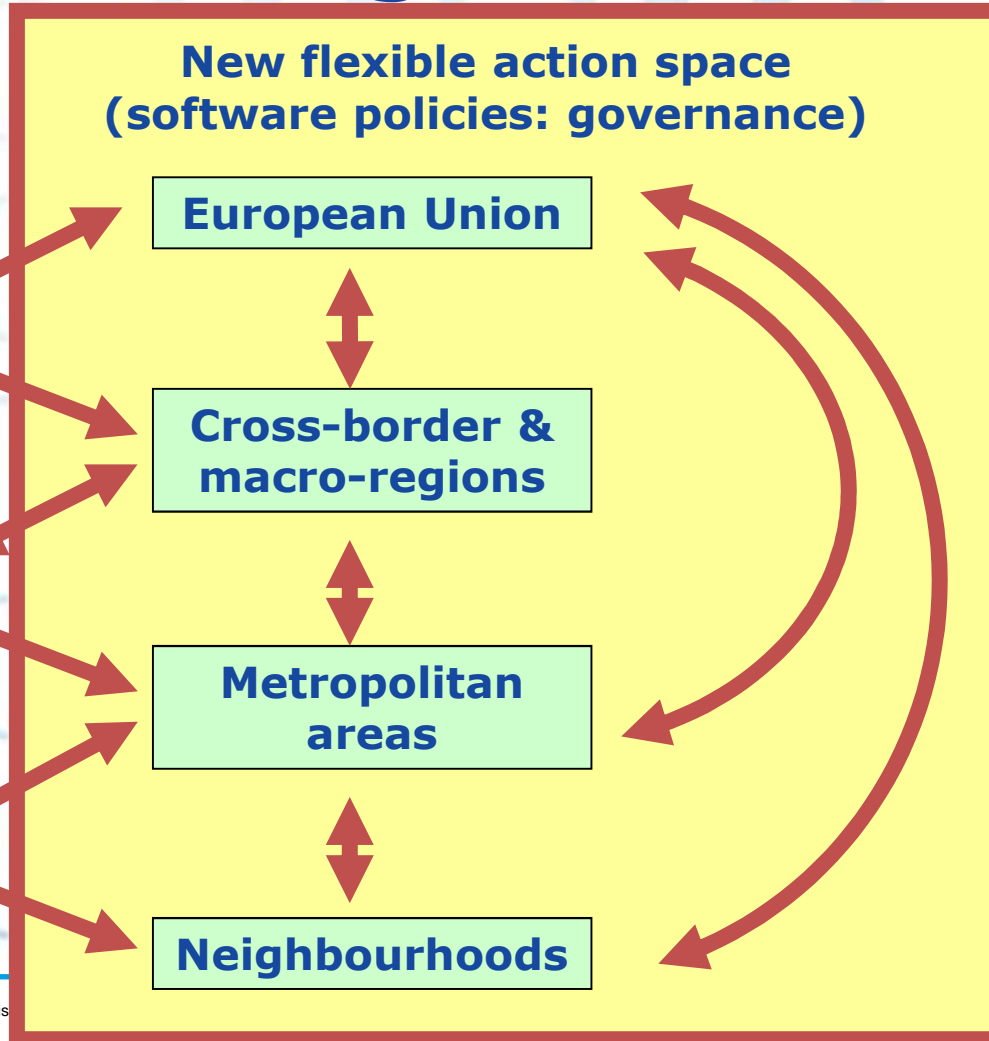 New flexible action space
(software policies: governance)
European Union
Cross-border &
macro-regions
Metropolitan
areas
Neighbourhoods